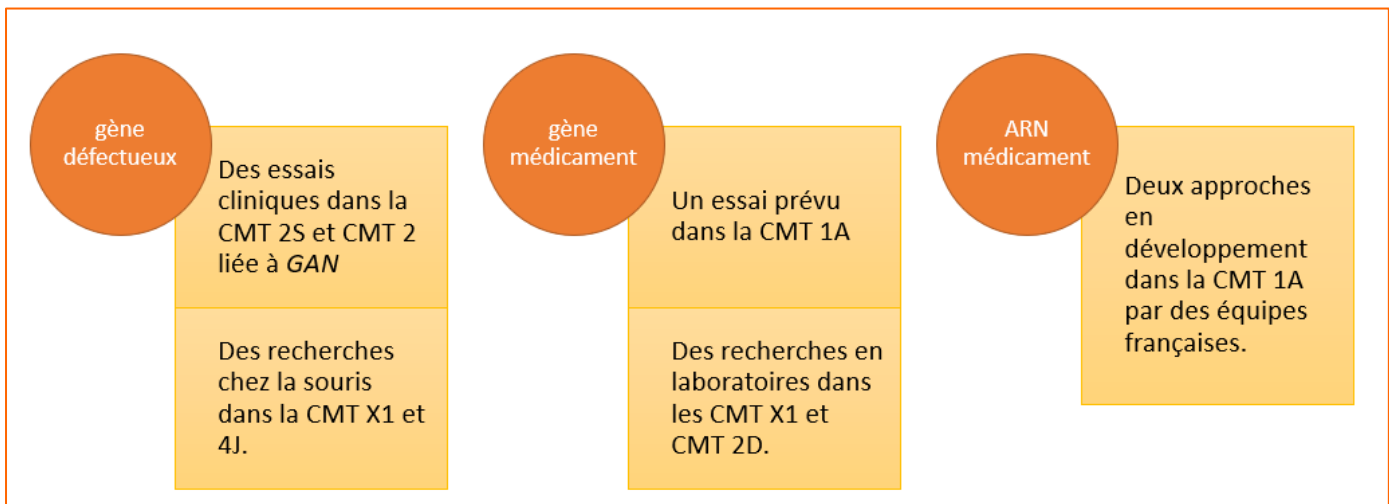 gène
défectueux
Des essais
cliniques dans la
CMT 2S et CMT 2
liée à GAN
Des recherches
chez la souris
dans la CMT X1 et
4J.
gène
médicament
Un essai prévu
dans la CMT 1A
Des recherches en
laboratoires dans
les CMT X1 et
CMT 2D.
ARN
médicament
Deux approches
en
développement
dans la CMT 1A
par des équipes
françaises.